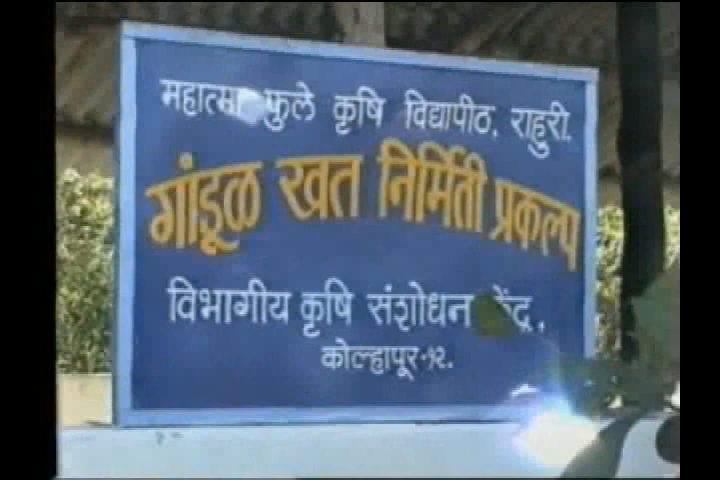 महात्मा फुले कृषि विद्यापीठ, राहुरी.
गांडूळ खत निर्मिती प्रकल्प
विभागीय कृषि संशोधन केंद्र,
कोल्हापूर-१२.